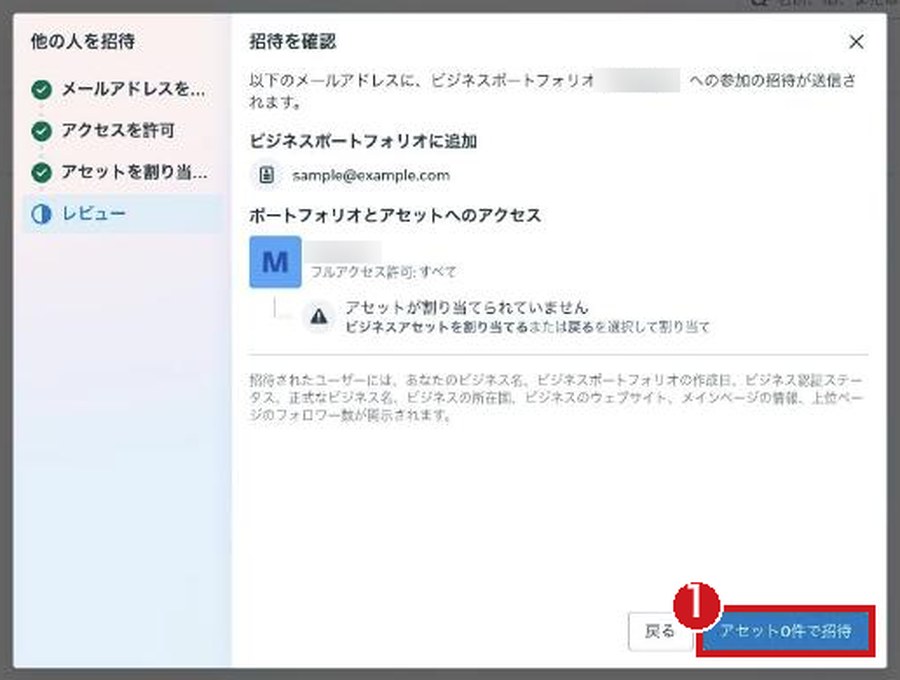 他の人を招待
メールアドレスを...
アクセスを許可
アセットを割り当...
レビュー
招待を確認
以下のメールアドレスに、ビジネスポートフォリオ への参加の招待が送信さ
れます。
ビジネスポートフォリオに追加
sample@example.com
ポートフォリオとアセットへのアクセス
M
フルアクセス許可: すべて
アセットが割り当てられていません
ビジネスアセットを割り当てるまたは戻るを選択して割り当て
招待されたユーザーには、あなたのビジネス名、ビジネスポートフォリオの作成日、ビジネス認証ステー
タス、正式なビジネス名、ビジネスの所在国、ビジネスのウェブサイト、メインページの情報、上位ペー
ジのフォロワー数が開示されます。
1
戻る
アセット0件で招待